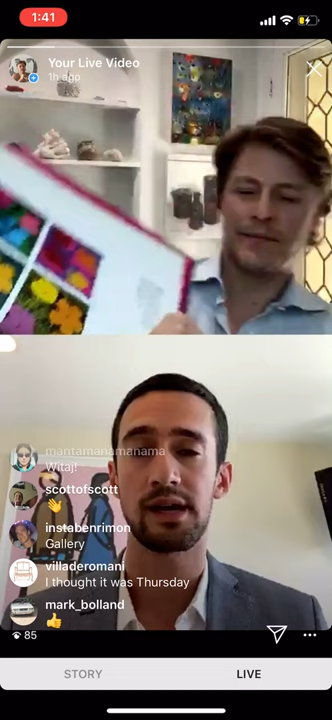 1:41
Your Live Video
1h ago
mantamanamanama
Witaj!
scottofscott
👋
instabenrimon
Gallery
villaderomani
I thought it was Thursday
mark_bolland
👍
85
STORY
LIVE